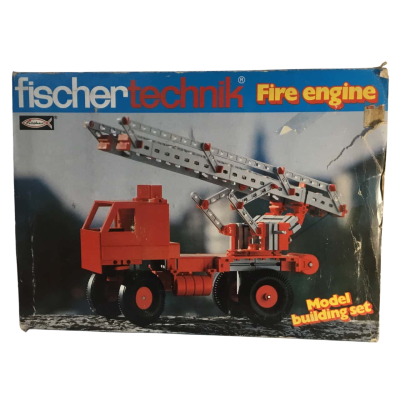 fischertechnik® Fire engine
Model
building set